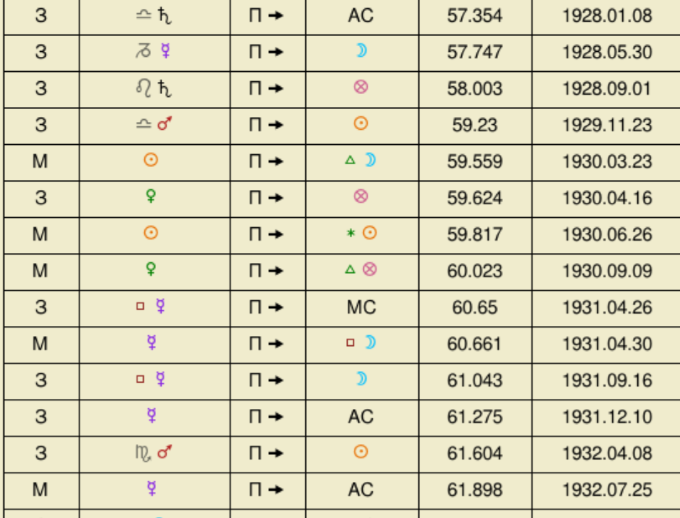 З ♎ ♄ П → AC 57.354 1928.01.08
З ♑ ☿ П → ☽ 57.747 1928.05.30
З ♌ ♄ П → ⊗ 58.003 1928.09.01
З ♎ ♂ П → ☉ 59.23 1929.11.23
М ☉ П → △ ☽ 59.559 1930.03.23
З ♀ П → ⊗ 59.624 1930.04.16
М ☉ П → ✶ ☉ 59.817 1930.06.26
М ♀ П → △ ⊗ 60.023 1930.09.09
З □ ☿ П → MC 60.65 1931.04.26
М ☿ П → □ ☽ 60.661 1931.04.30
З □ ☿ П → ☽ 61.043 1931.09.16
З ☿ П → AC 61.275 1931.12.10
З ♏ ♂ П → ☉ 61.604 1932.04.08
М ☿ П → AC 61.898 1932.07.25